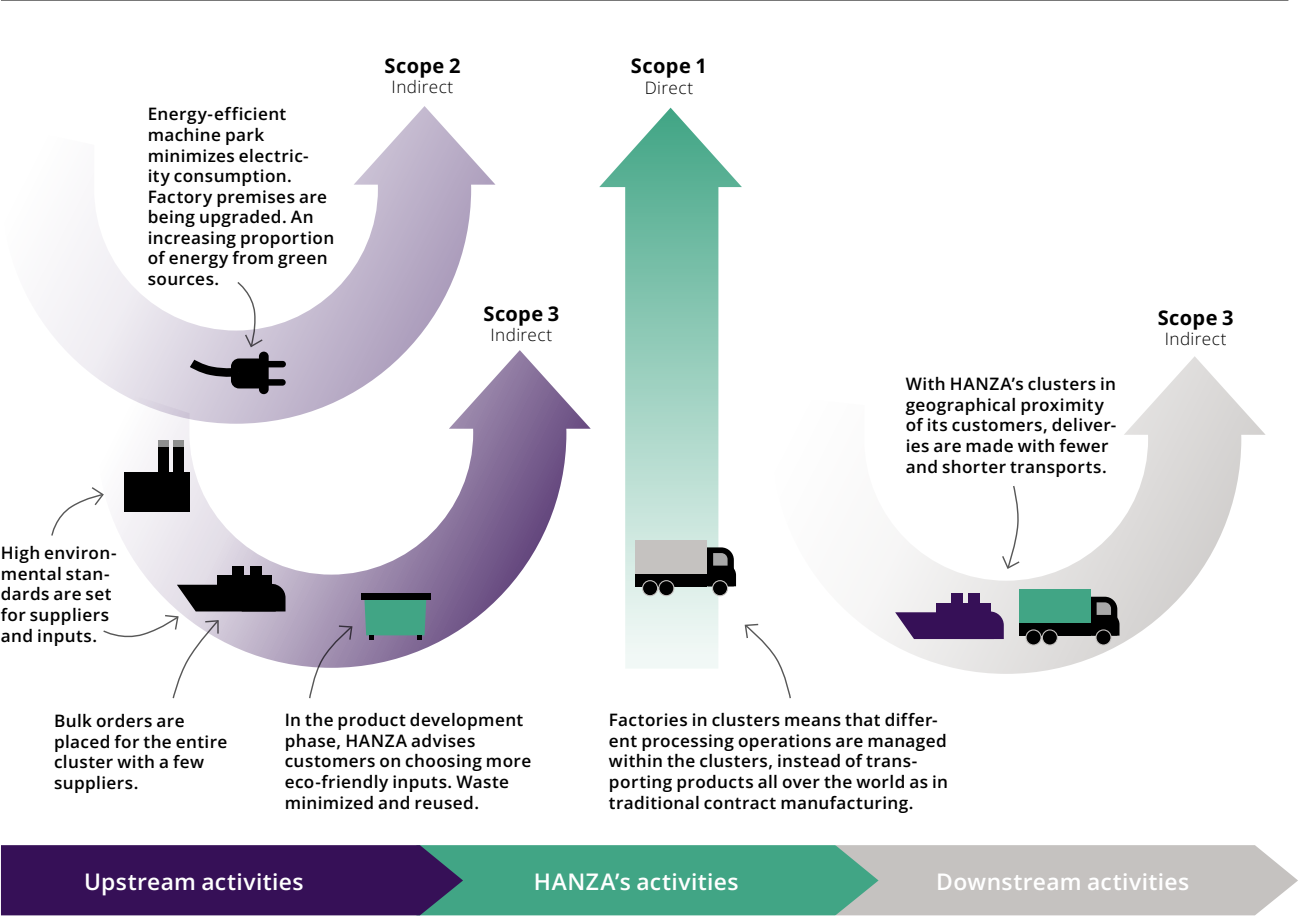 Scope 2
Indirect
Energy-efficient
machine park
minimizes electric-
ity consumption.
Factory premises are
being upgraded. An
increasing proportion
of energy from green
sources.
Scope 1
Direct
Scope 3
Indirect
High environ-
mental stan-
dards are set
for suppliers
and inputs.
Bulk orders are
placed for the entire
cluster with a few
suppliers.
In the product development
phase, HANZA advises
customers on choosing more
eco-friendly inputs. Waste
minimized and reused.
Factories in clusters means that differ-
ent processing operations are managed
within the clusters, instead of trans-
porting products all over the world as in
traditional contract manufacturing.
Scope 3
Indirect
With HANZA’s clusters in
geographical proximity
of its customers, deliver-
ies are made with fewer
and shorter transports.
Upstream activities
HANZA’s activities
Downstream activities